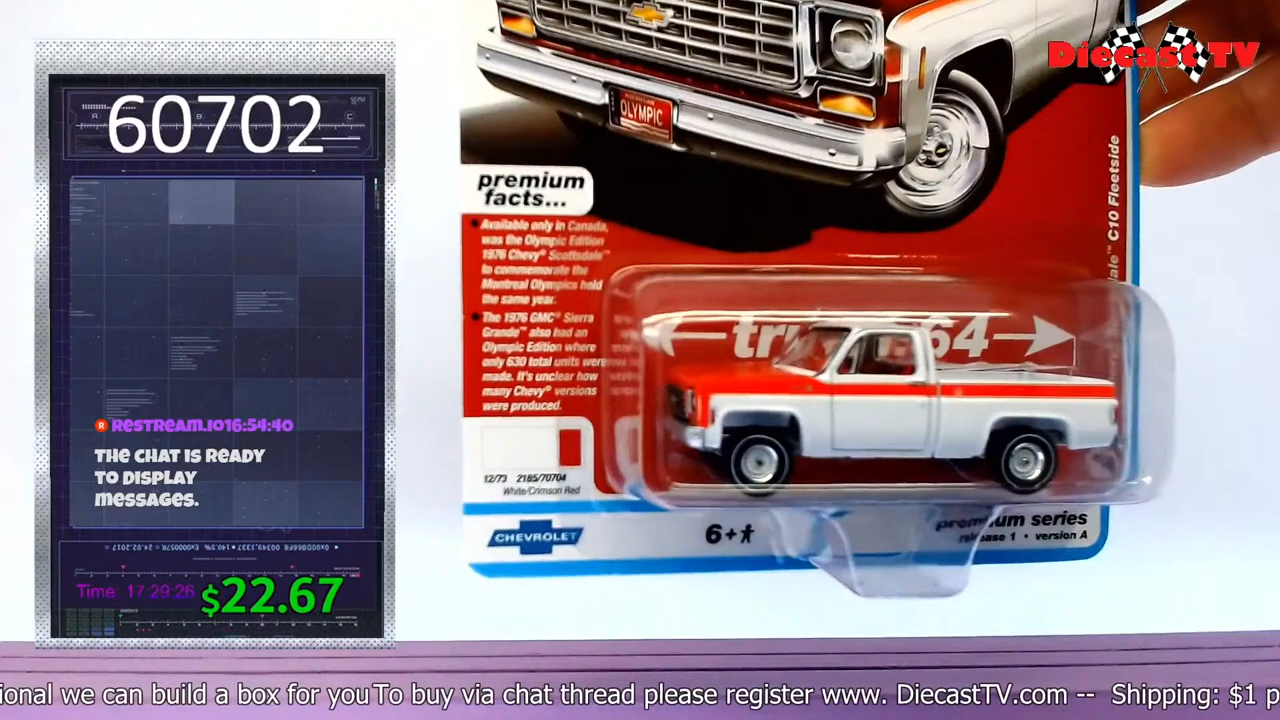 60702
A B C
Restream.io16:54:40
The chat is ready
to display
messages.
Time: 17:29:26
$22.67
Diecast TV
OLYMPIC
premium
facts...
Available only in Canada,
was the Olympic Edition
1976 Chevy® Scottsdale™
to commemorate the
Montreal Olympics held
the same year.
The 1976 GMC® Sierra
Grande™ also had an
Olympic Edition where
only 630 total units were
made. It's unclear how
many Chevy® versions
were produced.
12/73 2185/70704
White/Crimson Red
C10 Fleetside
64
CHEVROLET
6+
premium series
release 1 • version A
ional we can build a box for you To buy via chat thread please register www. DiecastTV.com -- Shipping: $1 p